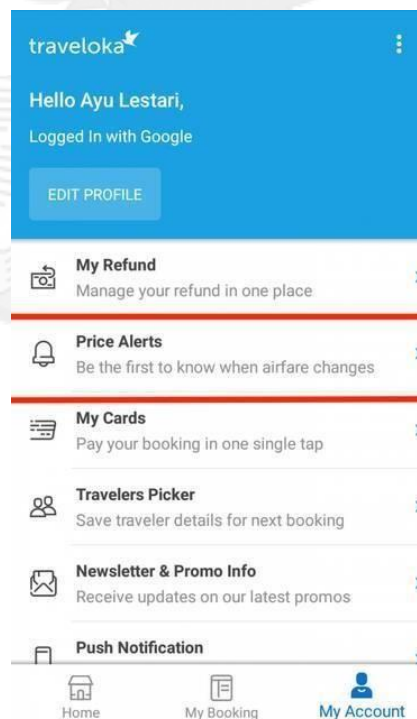 traveloka
Hello Ayu Lestari,
Logged In with Google
EDIT PROFILE
My Refund
Manage your refund in one place
Price Alerts
Be the first to know when airfare changes
My Cards
Pay your booking in one single tap
Travelers Picker
Save traveler details for next booking
Newsletter & Promo Info
Receive updates on our latest promos
Push Notification
Home
My Booking
My Account